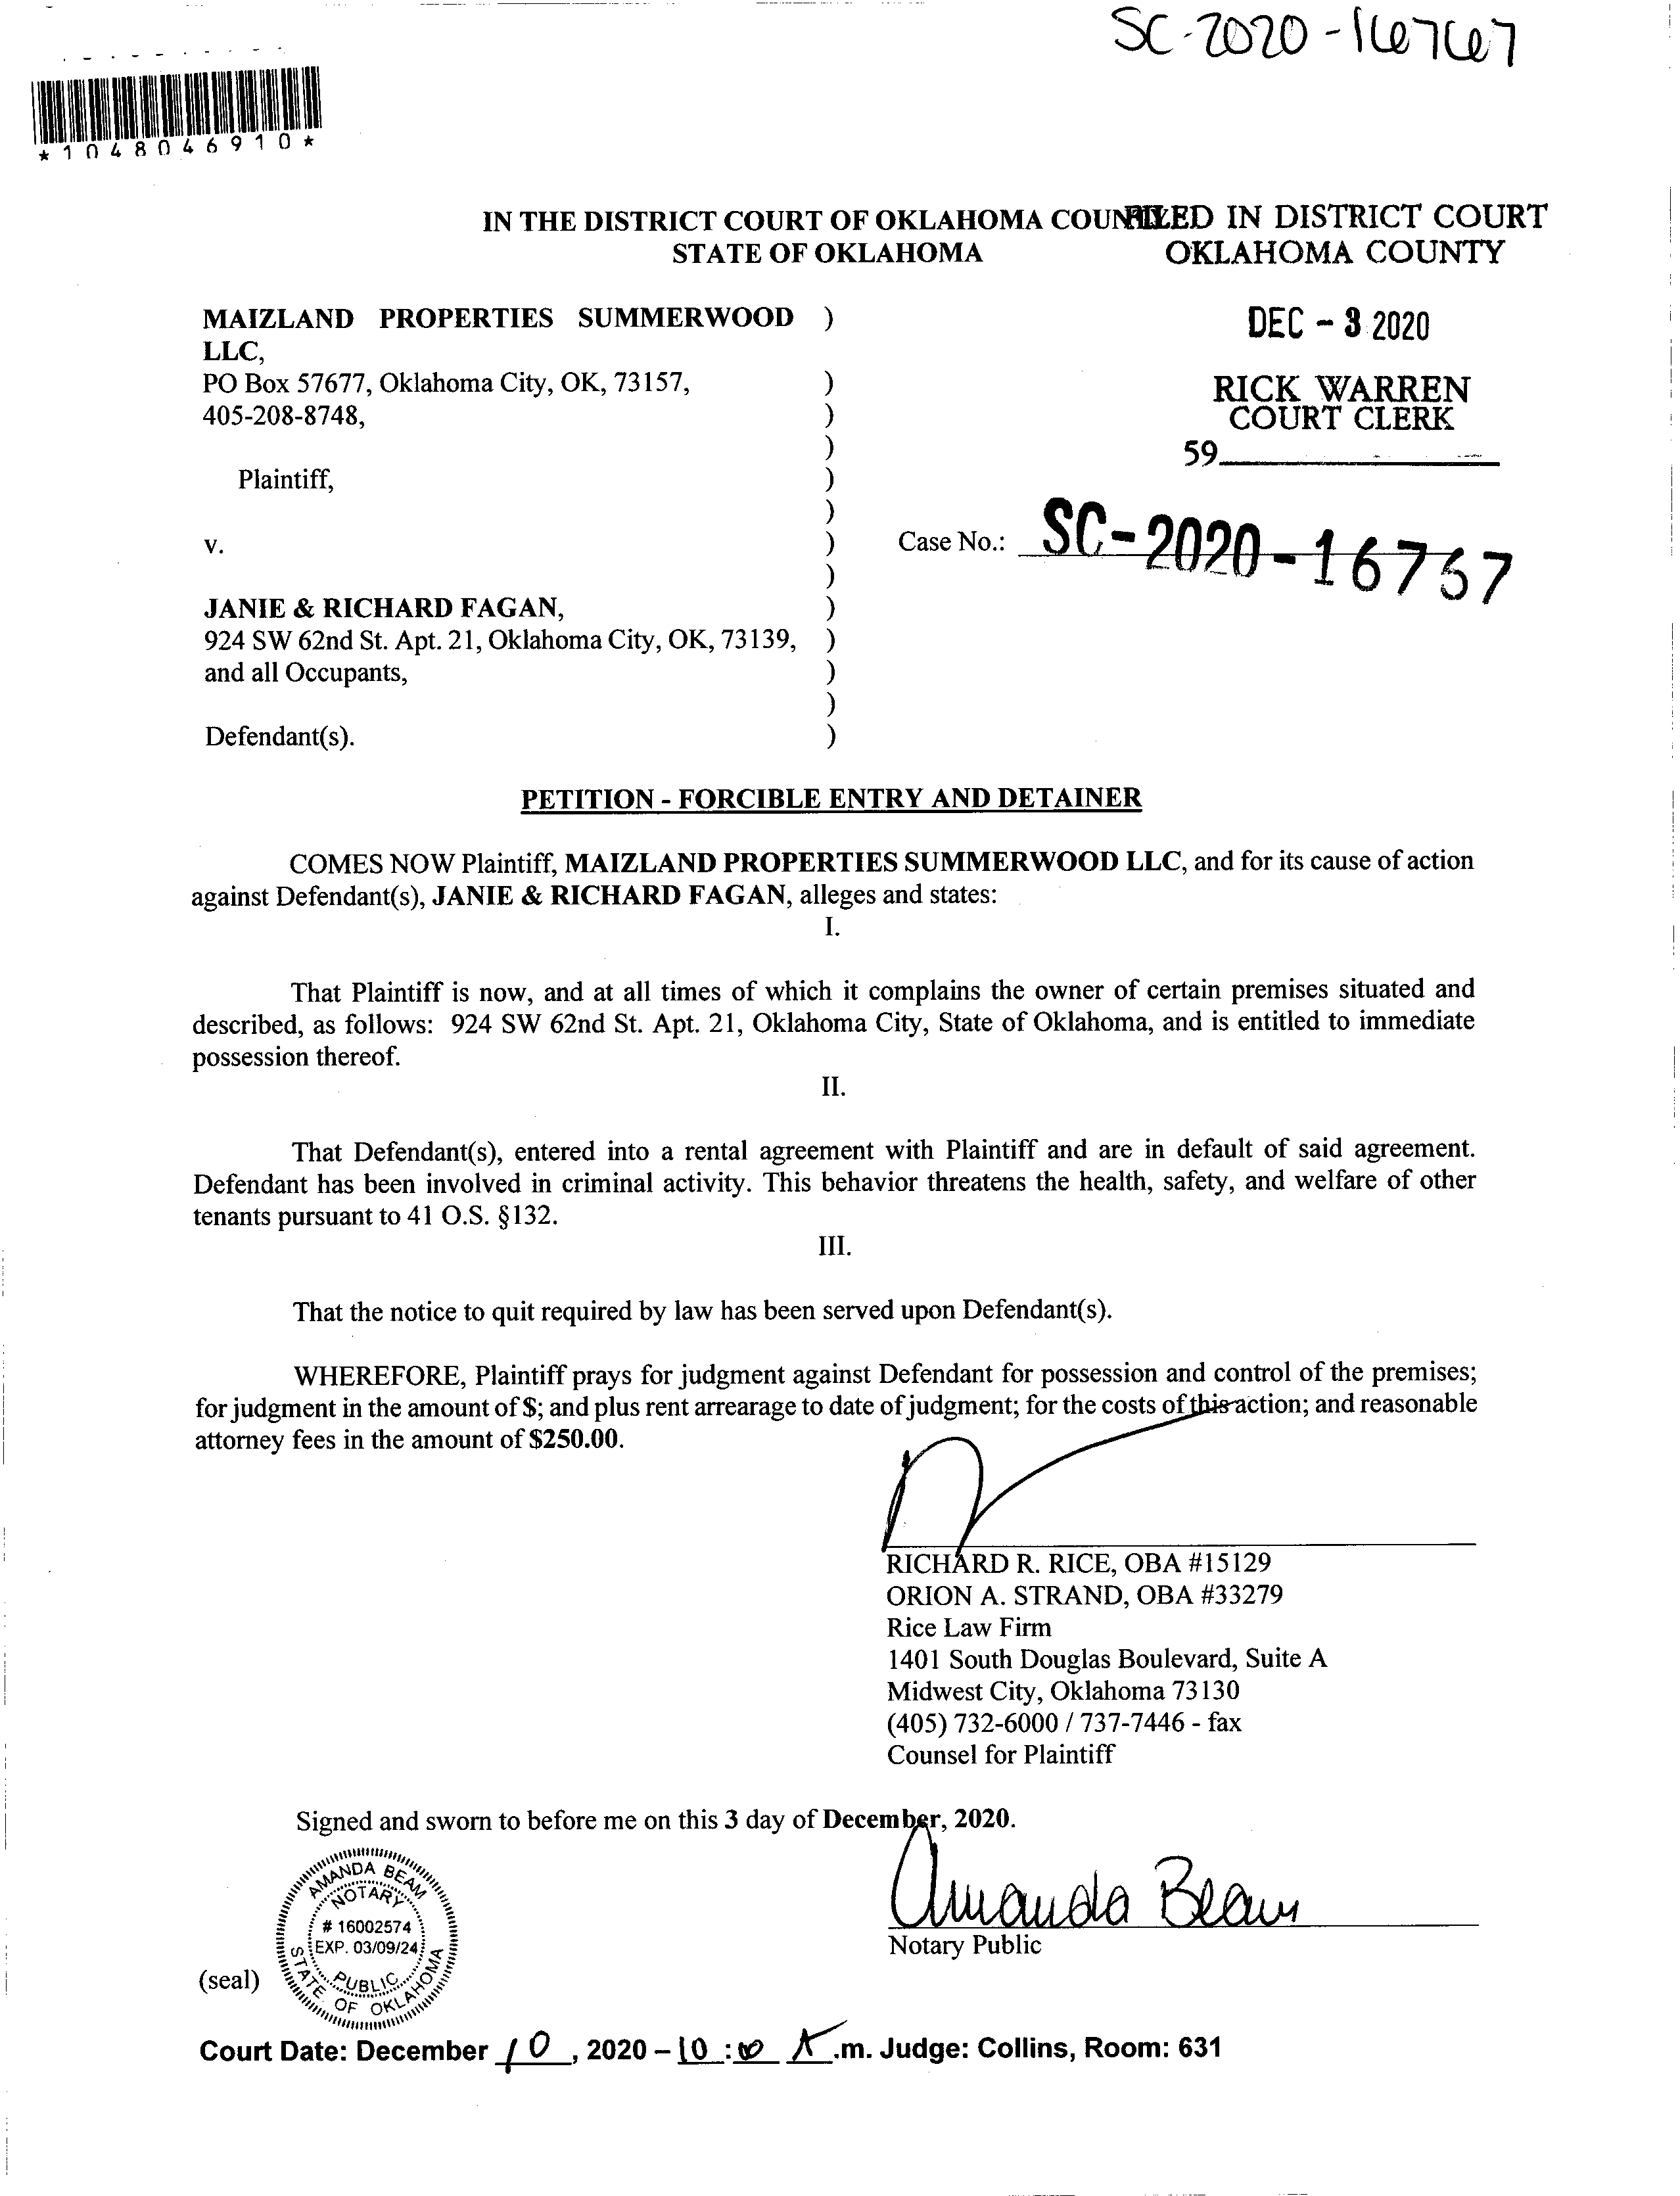 SC-2020-16767
*1048046910*
IN THE DISTRICT COURT OF OKLAHOMA COUNTY
STATE OF OKLAHOMA
FILED IN DISTRICT COURT
OKLAHOMA COUNTY
DEC - 3 2020
RICK WARREN
COURT CLERK
59
MAIZLAND PROPERTIES SUMMERWOOD )
LLC,
PO Box 57677, Oklahoma City, OK, 73157, )
405-208-8748, )
)
Plaintiff, )
)
v. )
)
Case No.: SC-2020-16767
JANIE & RICHARD FAGAN, )
924 SW 62nd St. Apt. 21, Oklahoma City, OK, 73139, )
and all Occupants, )
)
Defendant(s). )
PETITION - FORCIBLE ENTRY AND DETAINER
COMES NOW Plaintiff, MAIZLAND PROPERTIES SUMMERWOOD LLC, and for its cause of action
against Defendant(s), JANIE & RICHARD FAGAN, alleges and states:
I.
That Plaintiff is now, and at all times of which it complains the owner of certain premises situated and
described, as follows: 924 SW 62nd St. Apt. 21, Oklahoma City, State of Oklahoma, and is entitled to immediate
possession thereof.
II.
That Defendant(s), entered into a rental agreement with Plaintiff and are in default of said agreement.
Defendant has been involved in criminal activity. This behavior threatens the health, safety, and welfare of other
tenants pursuant to 41 O.S. §132.
III.
That the notice to quit required by law has been served upon Defendant(s).
WHEREFORE, Plaintiff prays for judgment against Defendant for possession and control of the premises;
for judgment in the amount of $; and plus rent arrearage to date of judgment; for the costs of this action; and reasonable
attorney fees in the amount of $250.00.
RICHARD R. RICE, OBA #15129
ORION A. STRAND, OBA #33279
Rice Law Firm
1401 South Douglas Boulevard, Suite A
Midwest City, Oklahoma 73130
(405) 732-6000 / 737-7446 - fax
Counsel for Plaintiff
Signed and sworn to before me on this 3 day of December, 2020.
AMANDA BEAM
NOTARY
# 16002574
EXP. 03/09/24
PUBLIC
STATE OF OKLAHOMA
Amanda Beam
Notary Public
(seal)
Court Date: December 10, 2020 – 10:00 A.m. Judge: Collins, Room: 631